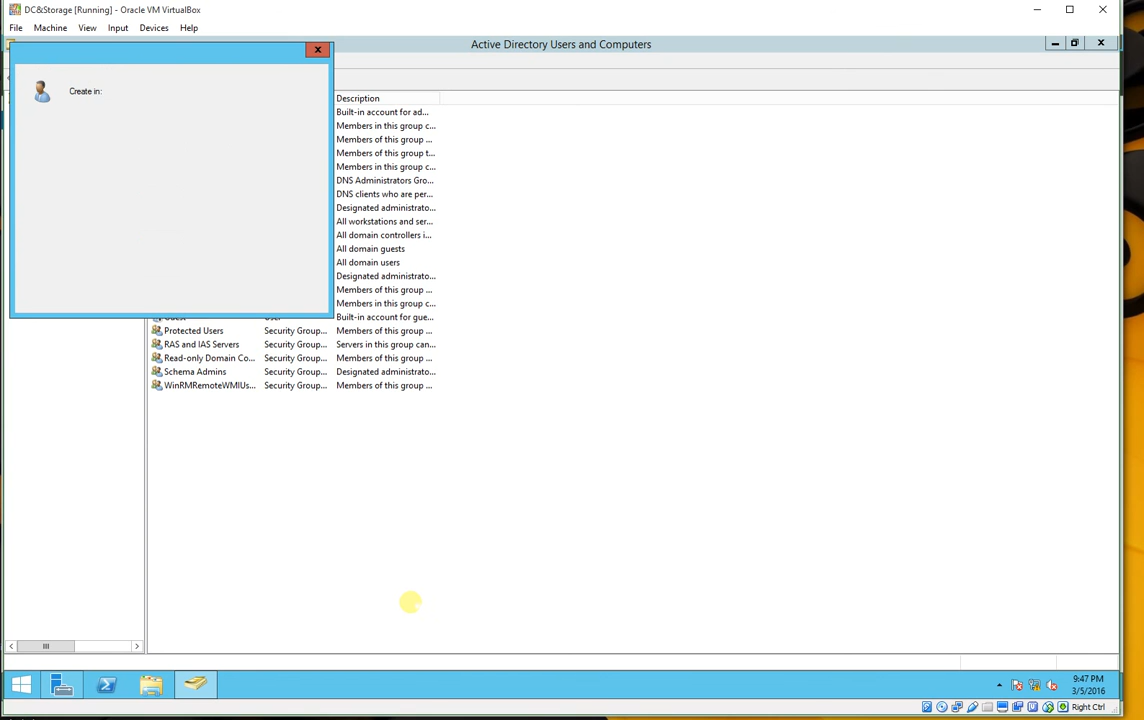 DC&Storage [Running] - Oracle VM VirtualBox
File Machine View Input Devices Help
Active Directory Users and Computers
Create in:
Description
Built-in account for ad...
Members in this group c...
Members of this group ...
Members of this group t...
Members in this group c...
DNS Administrators Gro...
DNS clients who are per...
Designated administrato...
All workstations and ser...
All domain controllers i...
All domain guests
All domain users
Designated administrato...
Members of this group ...
Members in this group c...
Built-in account for gue...
Protected Users Security Group... Members of this group ...
RAS and IAS Servers Security Group... Servers in this group can...
Read-only Domain Co... Security Group... Members of this group ...
Schema Admins Security Group... Designated administrato...
WinRMRemoteWMIUs... Security Group... Members of this group ...
9:47 PM
3/5/2016
Right Ctrl